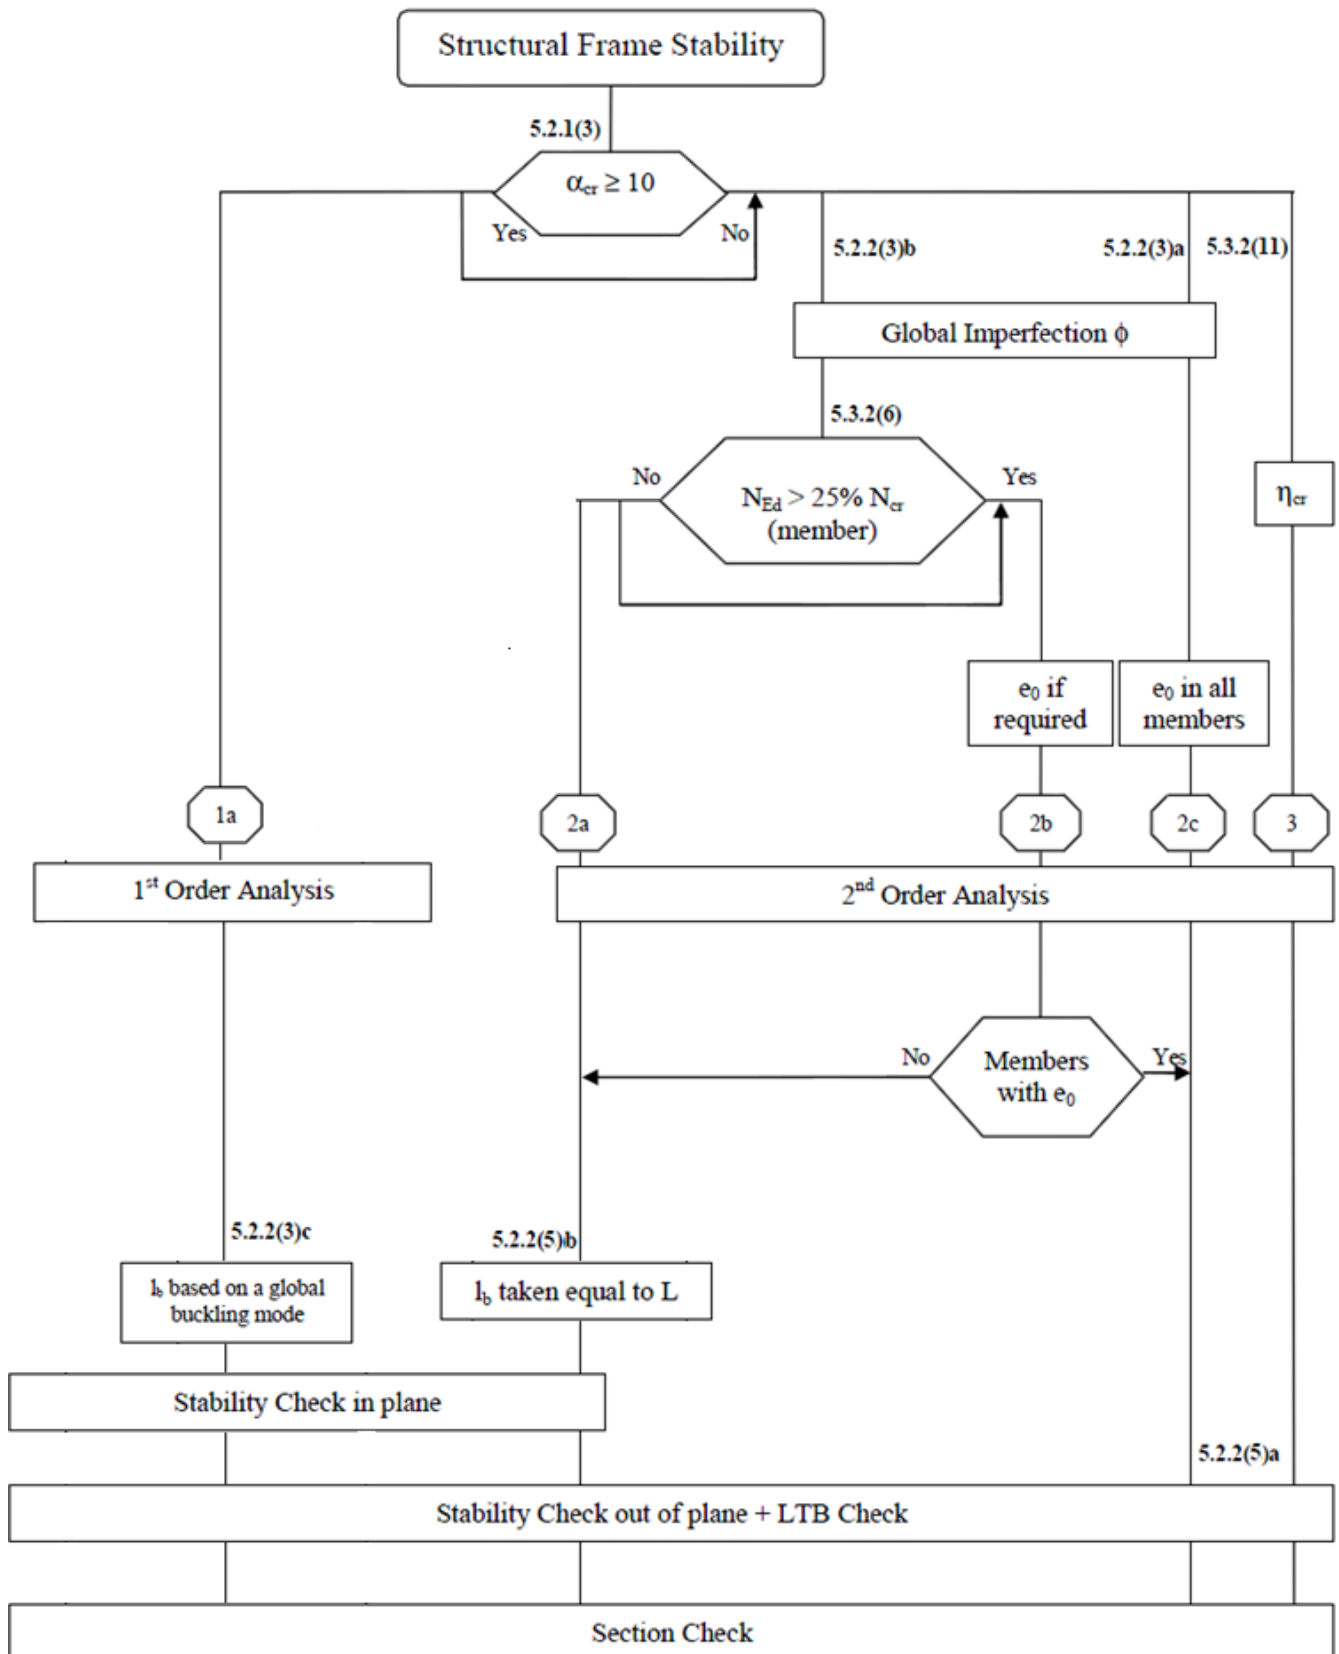 Structural Frame Stability
5.2.1(3)
αcr ≥ 10
Yes
No
5.2.2(3)b
5.2.2(3)a
5.3.2(11)
Global Imperfection ϕ
5.3.2(6)
No
Yes
NEd > 25% Ncr
(member)
ηcr
e0 if
required
e0 in all
members
1a
2a
2b
2c
3
1st Order Analysis
2nd Order Analysis
No
Members
with e0
Yes
5.2.2(3)c
5.2.2(5)b
lb based on a global
buckling mode
lb taken equal to L
Stability Check in plane
5.2.2(5)a
Stability Check out of plane + LTB Check
Section Check